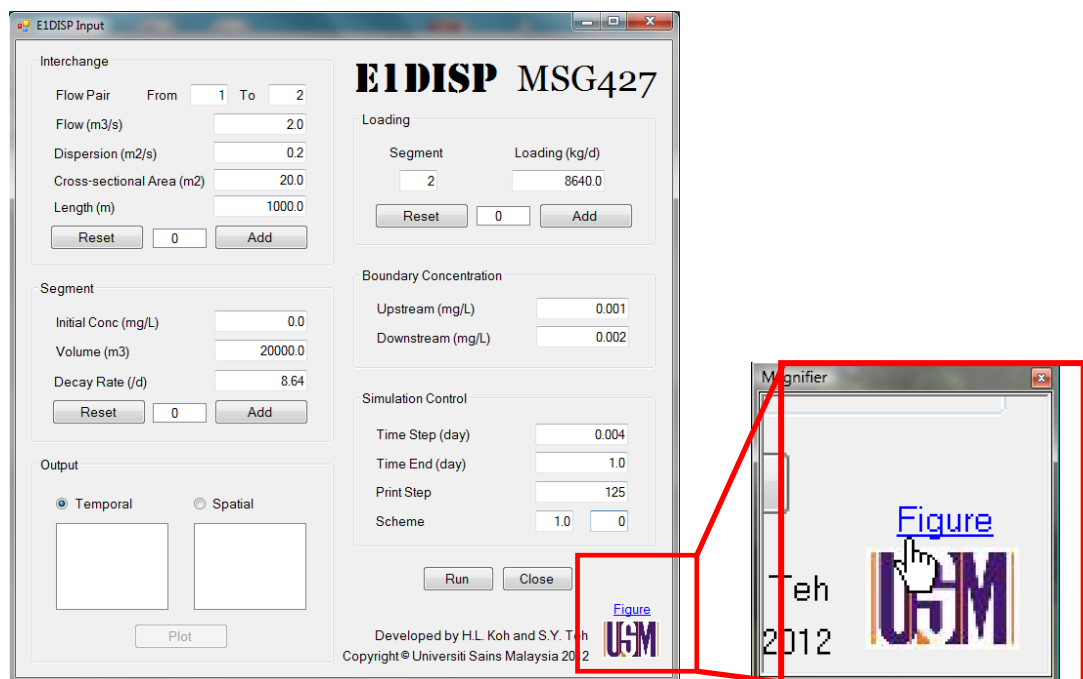 E1DISP Input
Interchange
Flow Pair From 1 To 2
Flow (m3/s) 2.0
Dispersion (m2/s) 0.2
Cross-sectional Area (m2) 20.0
Length (m) 1000.0
Reset 0 Add
Segment
Initial Conc (mg/L) 0.0
Volume (m3) 20000.0
Decay Rate (/d) 8.64
Reset 0 Add
Output
Temporal Spatial
Plot
E1DISP MSG427
Loading
Segment Loading (kg/d)
2 8640.0
Reset 0 Add
Boundary Concentration
Upstream (mg/L) 0.001
Downstream (mg/L) 0.002
Simulation Control
Time Step (day) 0.004
Time End (day) 1.0
Print Step 125
Scheme 1.0 0
Run Close
Figure
Developed by H.L. Koh and S.Y. Teh
Copyright © Universiti Sains Malaysia 2012
USM
Magnifier
Figure
Teh
2012
USM